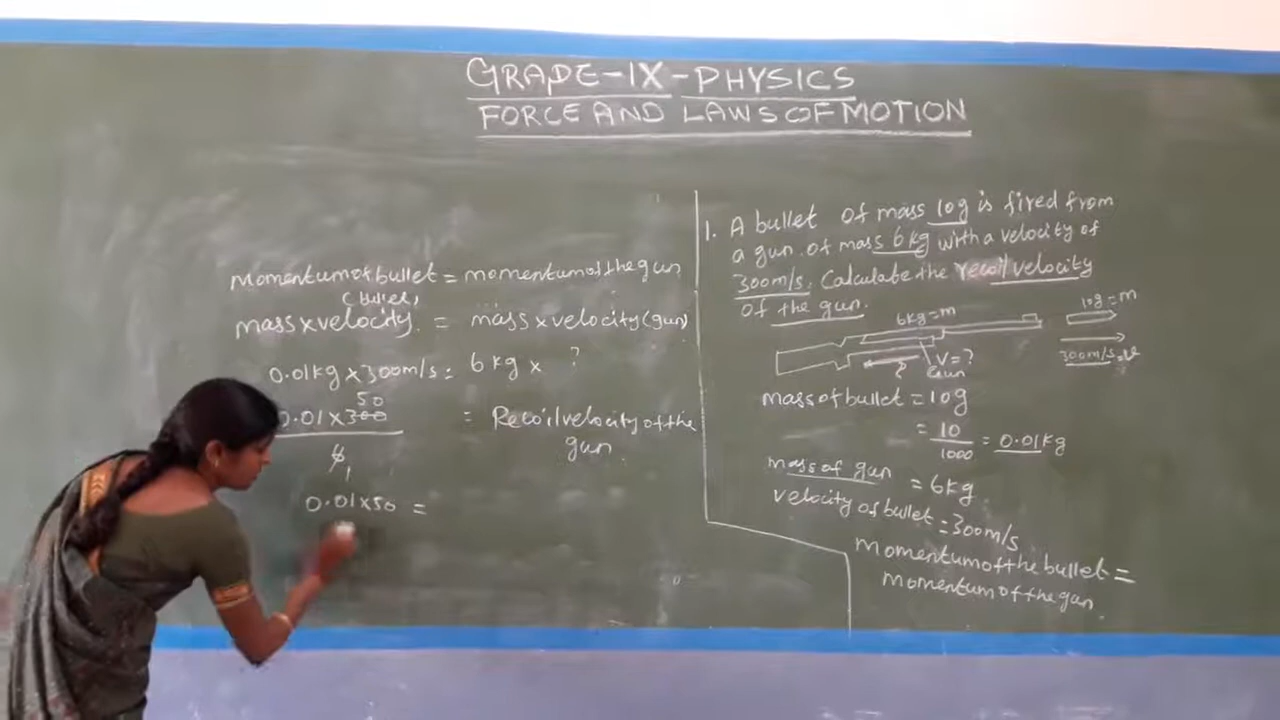 GRADE-IX-PHYSICS
FORCE AND LAWS OF MOTION
momentum of bullet = momentum of the gun
(bullet)
mass x velocity = mass x velocity (gun)
0.01kg x 300m/s = 6kg x ?
50
0.01 x 300 = Recoil velocity of the
gun
6
1
0.01x50 =
1. A bullet of mass 10g is fired from
a gun of mass 6kg with a velocity of
300m/s. Calculate the recoil velocity
of the gun.
6kg=m
10g=m
V=?
Gun
?
300m/s=v
mass of bullet = 10g
= 10
1000
= 0.01kg
mass of gun = 6kg
velocity of bullet = 300m/s
momentum of the bullet =
momentum of the gun